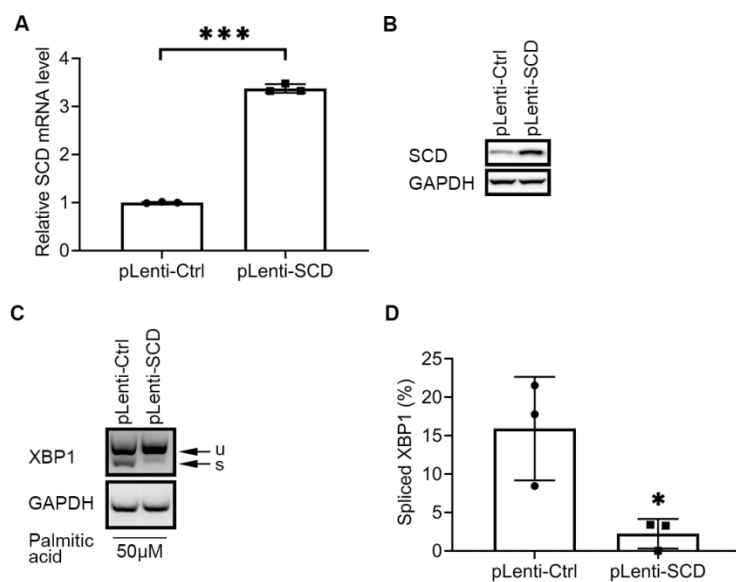 A
Relative SCD mRNA level
4
3
2
1
0
***
pLenti-Ctrl
pLenti-SCD
B
pLenti-Ctrl
pLenti-SCD
SCD
GAPDH
C
pLenti-Ctrl
pLenti-SCD
XBP1
u
s
GAPDH
Palmitic
acid
50µM
D
Spliced XBP1 (%)
25
20
15
10
5
0
*
pLenti-Ctrl
pLenti-SCD